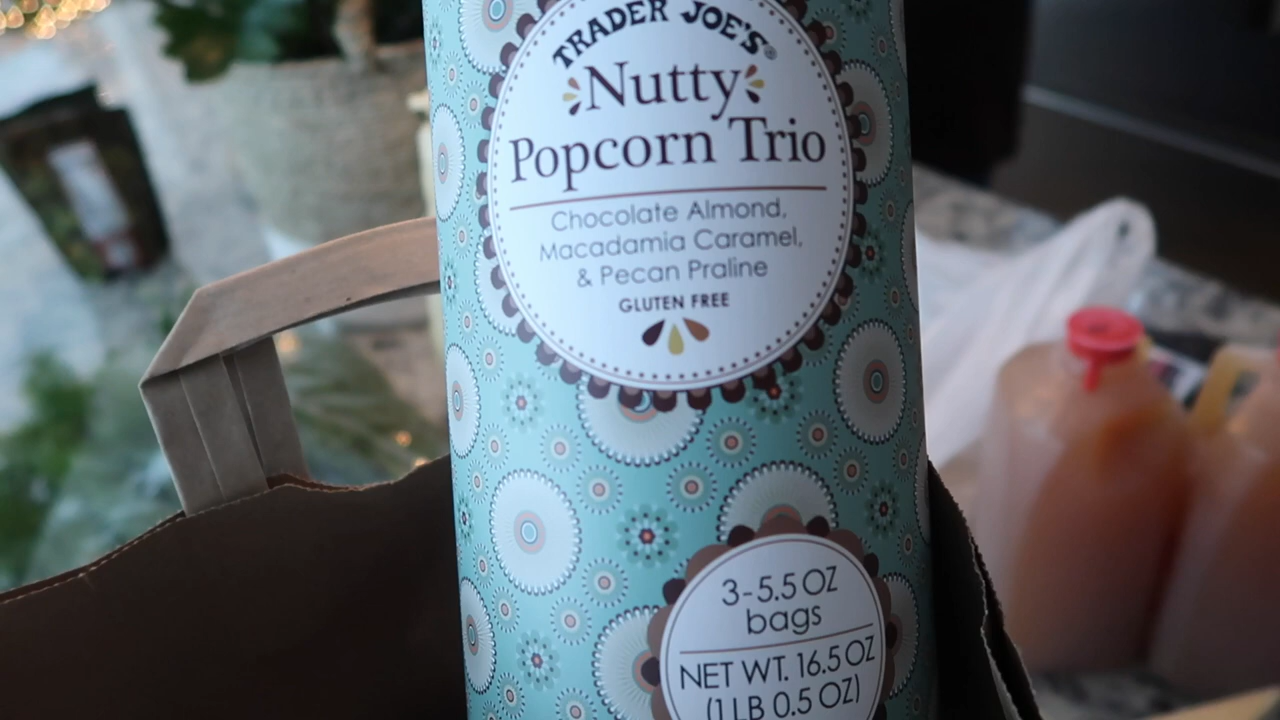 TRADER JOE'S®
Nutty
Popcorn Trio
Chocolate Almond,
Macadamia Caramel,
& Pecan Praline
GLUTEN FREE
3-5.5 OZ
bags
NET WT. 16.5 OZ
(1 LB 0.5 OZ)